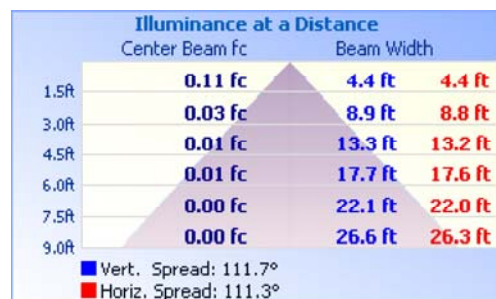 Illuminance at a Distance
Center Beam fc Beam Width
1.5ft 0.11 fc 4.4 ft 4.4 ft
3.0ft 0.03 fc 8.9 ft 8.8 ft
4.5ft 0.01 fc 13.3 ft 13.2 ft
6.0ft 0.01 fc 17.7 ft 17.6 ft
7.5ft 0.00 fc 22.1 ft 22.0 ft
9.0ft 0.00 fc 26.6 ft 26.3 ft
Vert. Spread: 111.7°
Horiz. Spread: 111.3°